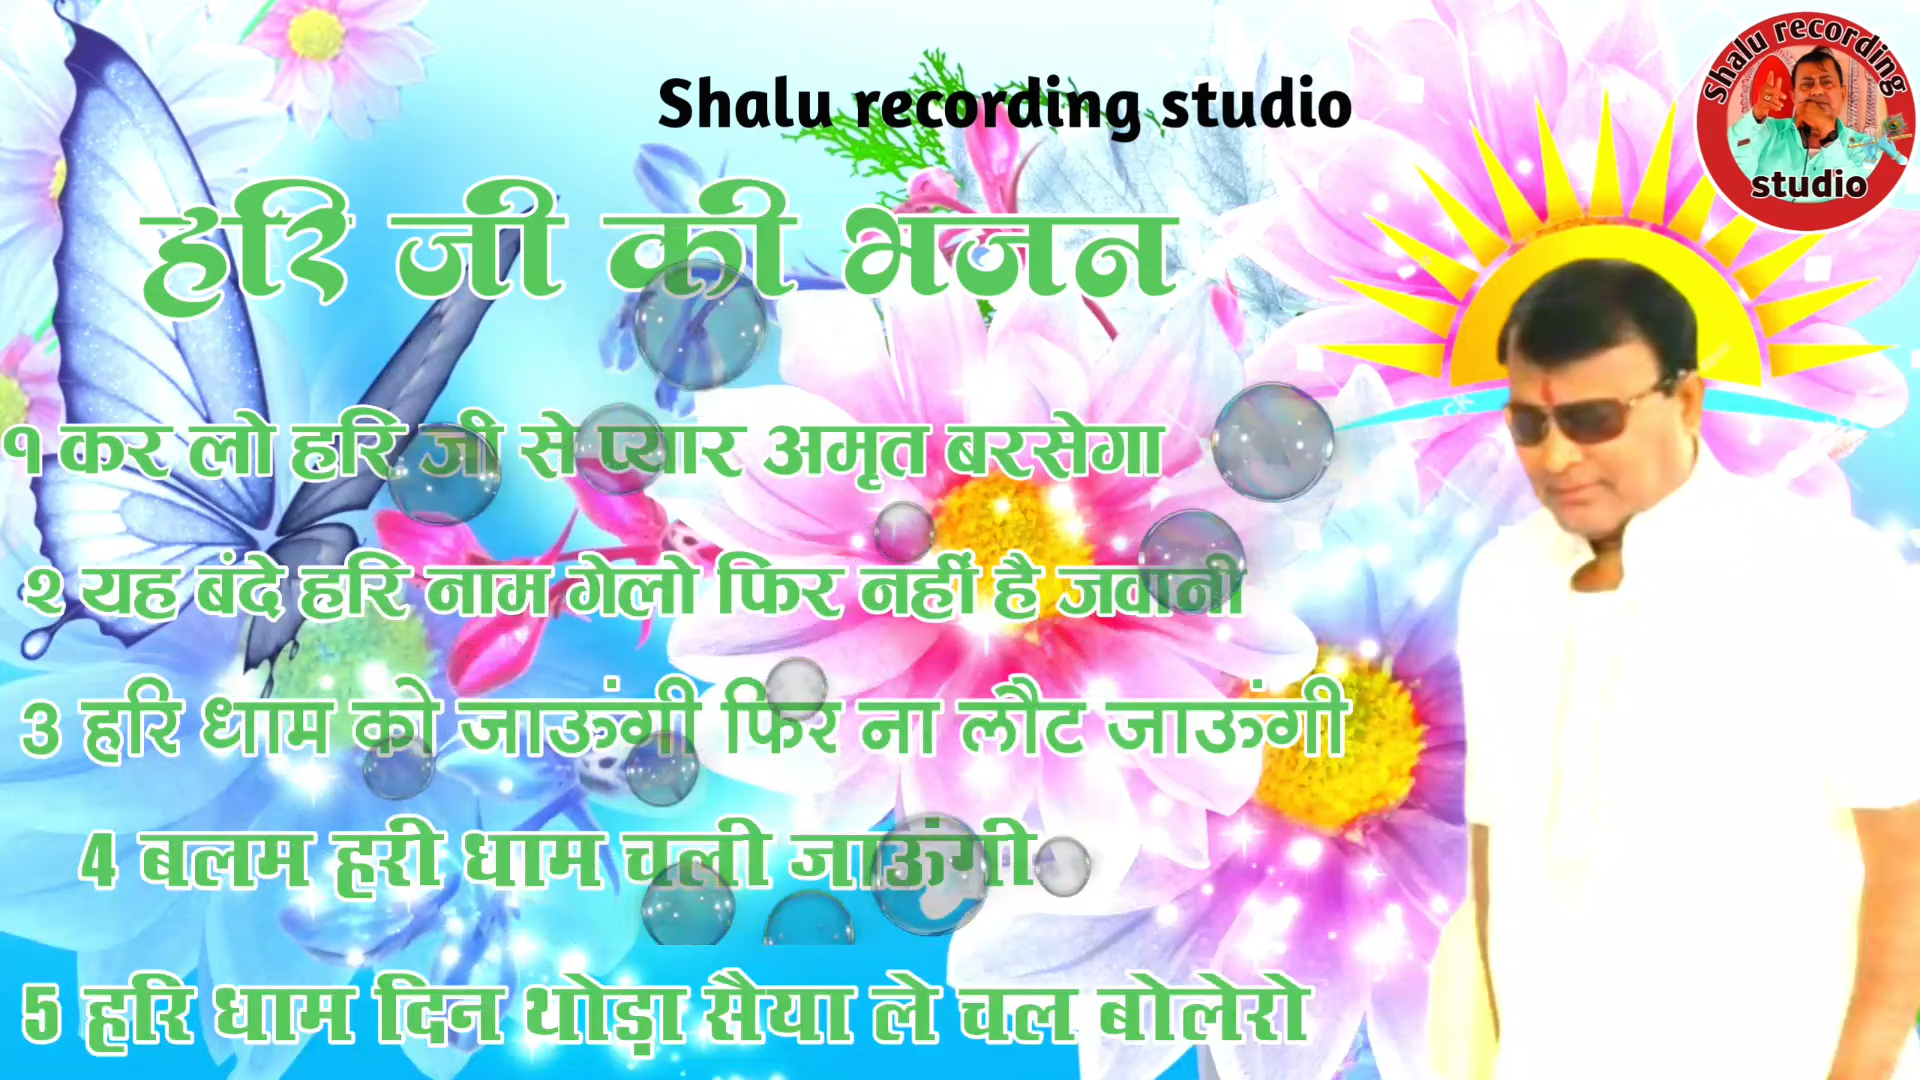 Shalu recording studio
Shalu recording
studio
हरि जी की भजन
१ कर लो हरि जी से प्यार अमृत बरसेगा
२ यह बंदे हरि नाम गेलो फिर नहीं है जवानी
3 हरि धाम को जाऊंगी फिर ना लौट जाऊंगी
4 बलम हरी धाम चली जाऊंगी
5 हरि धाम दिन थोड़ा सैया ले चल बोलेरो